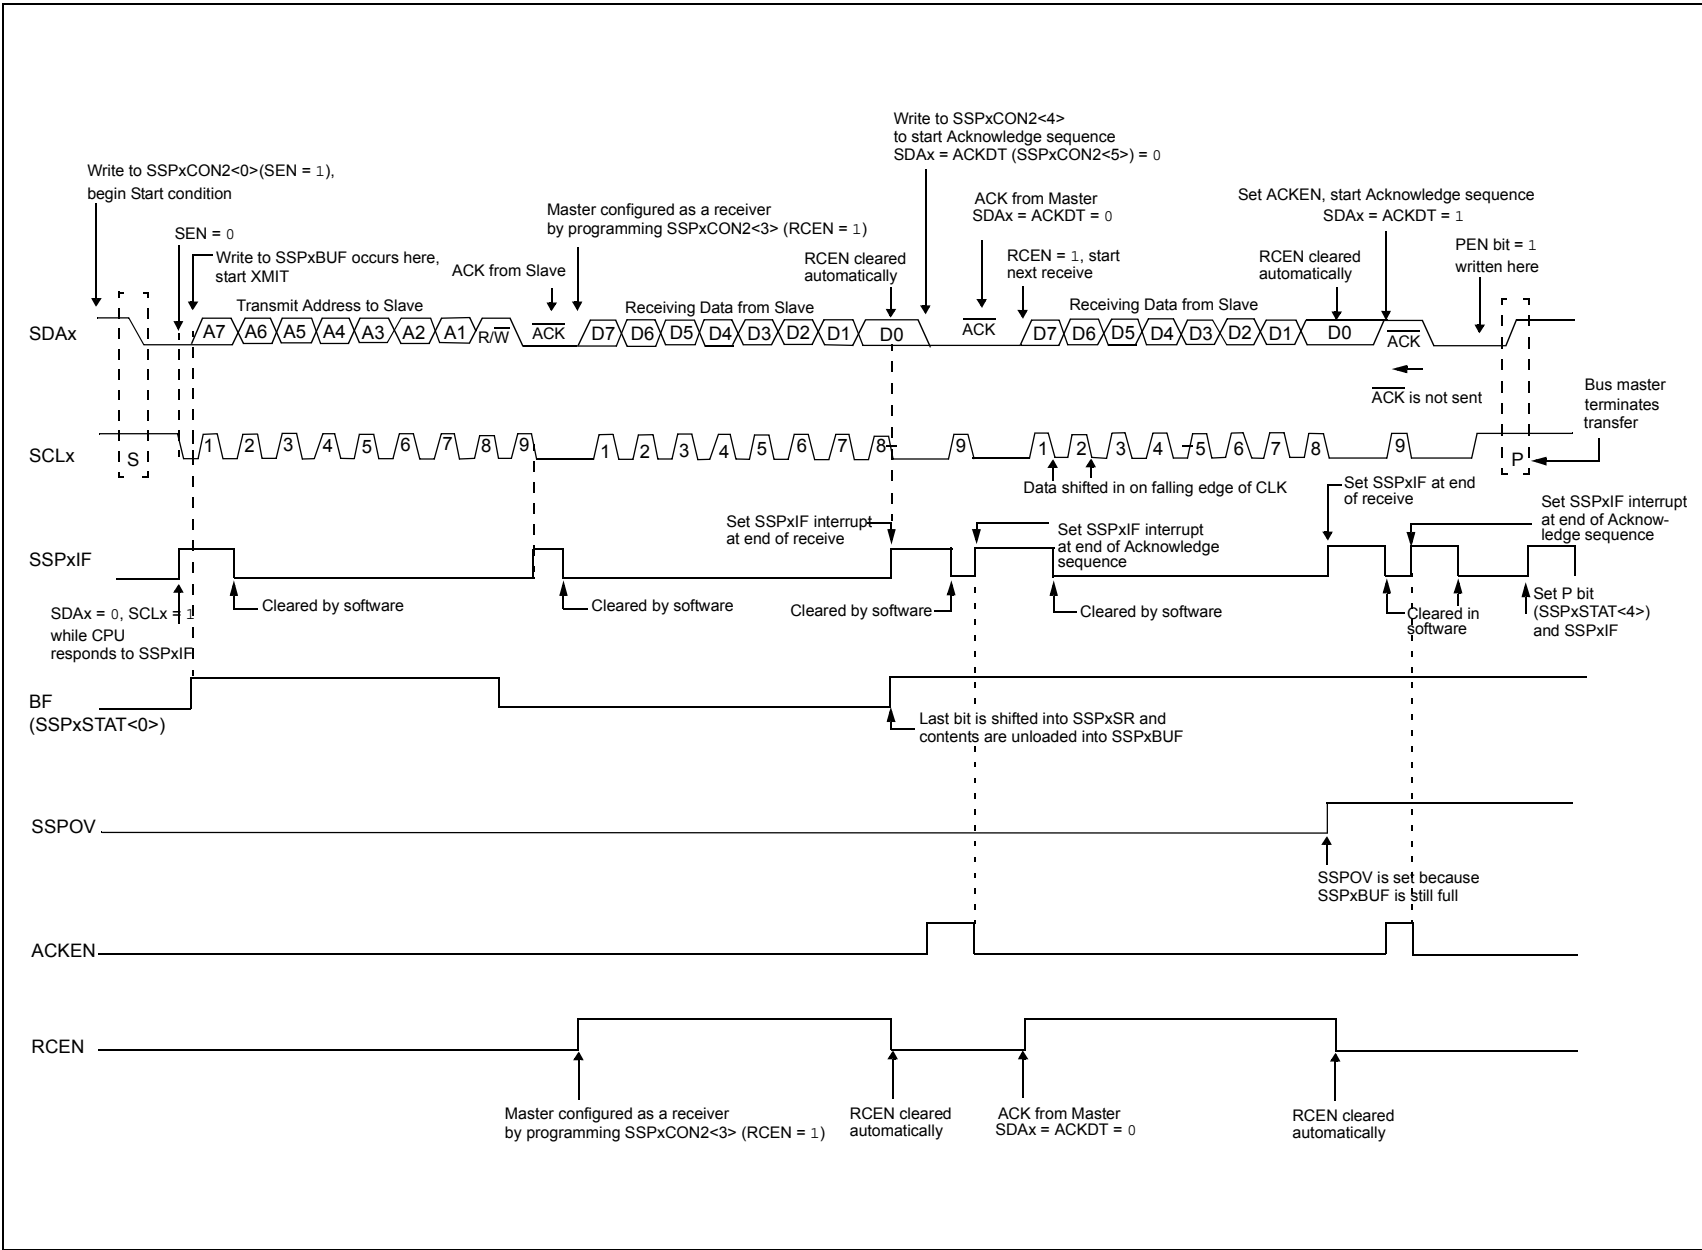 Write to SSPxCON2<4>
to start Acknowledge sequence
SDAx = ACKDT (SSPxCON2<5>) = 0
Write to SSPxCON2<0>(SEN = 1),
begin Start condition
ACK from Master
SDAx = ACKDT = 0
Set ACKEN, start Acknowledge sequence
SDAx = ACKDT = 1
Master configured as a receiver
by programming SSPxCON2<3> (RCEN = 1)
SEN = 0
Write to SSPxBUF occurs here,
start XMIT
ACK from Slave
RCEN cleared
automatically
RCEN = 1, start
next receive
RCEN cleared
automatically
PEN bit = 1
written here
Transmit Address to Slave
Receiving Data from Slave
Receiving Data from Slave
SDAx
A7 A6 A5 A4 A3 A2 A1 R/W ACK D7 D6 D5 D4 D3 D2 D1 D0 ACK D7 D6 D5 D4 D3 D2 D1 D0 ACK
ACK is not sent
Bus master
terminates
transfer
SCLx
S 1 2 3 4 5 6 7 8 9 1 2 3 4 5 6 7 8 9 1 2 3 4 5 6 7 8 9 P
Data shifted in on falling edge of CLK
Set SSPxIF at end
of receive
Set SSPxIF interrupt
at end of receive
Set SSPxIF interrupt
at end of Acknowledge
sequence
Set SSPxIF interrupt
at end of Acknow-
ledge sequence
SSPxIF
SDAx = 0, SCLx = 1
while CPU
responds to SSPxIF
Cleared by software
Cleared by software
Cleared by software
Cleared by software
Cleared in
software
Set P bit
(SSPxSTAT<4>)
and SSPxIF
BF
(SSPxSTAT<0>)
Last bit is shifted into SSPxSR and
contents are unloaded into SSPxBUF
SSPOV
SSPOV is set because
SSPxBUF is still full
ACKEN
RCEN
Master configured as a receiver
by programming SSPxCON2<3> (RCEN = 1)
RCEN cleared
automatically
ACK from Master
SDAx = ACKDT = 0
RCEN cleared
automatically